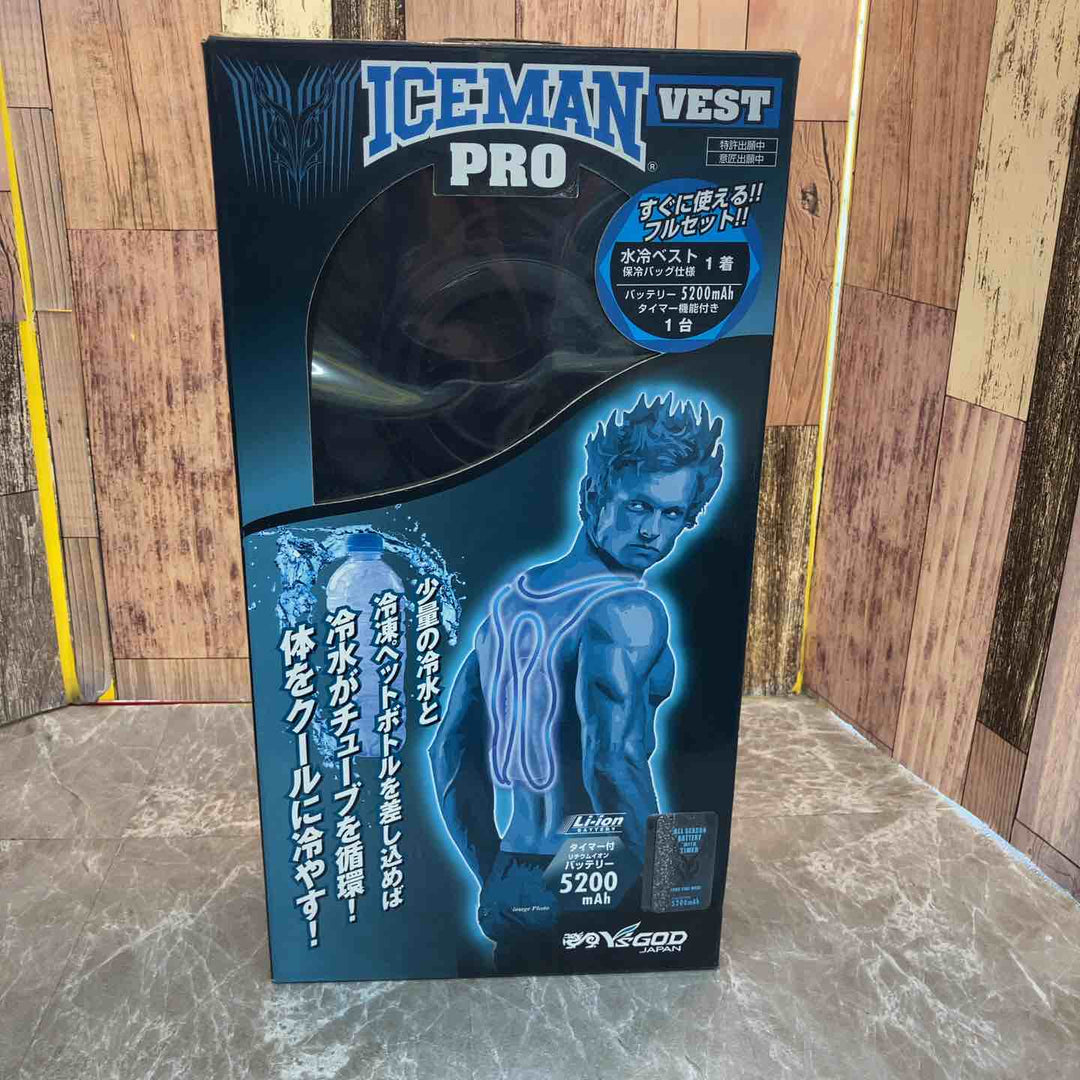 ICEMAN VEST
PRO
®
特許出願中
意匠出願中
すぐに使える!!
フルセット!!
水冷ベスト
保冷バッグ仕様
1着
バッテリー 5200mAh
タイマー機能付き
1台
少量の冷水と
冷凍ペットボトルを差し込めば
冷水がチューブを循環!
体をクールに冷やす!
Li-ion
BATTERY
タイマー付
リチウムイオン
バッテリー
5200
mAh
ALL SEASON
BATTERY
WITH
TIMER
5200mAh
image Photo
Y'SGOD
JAPAN